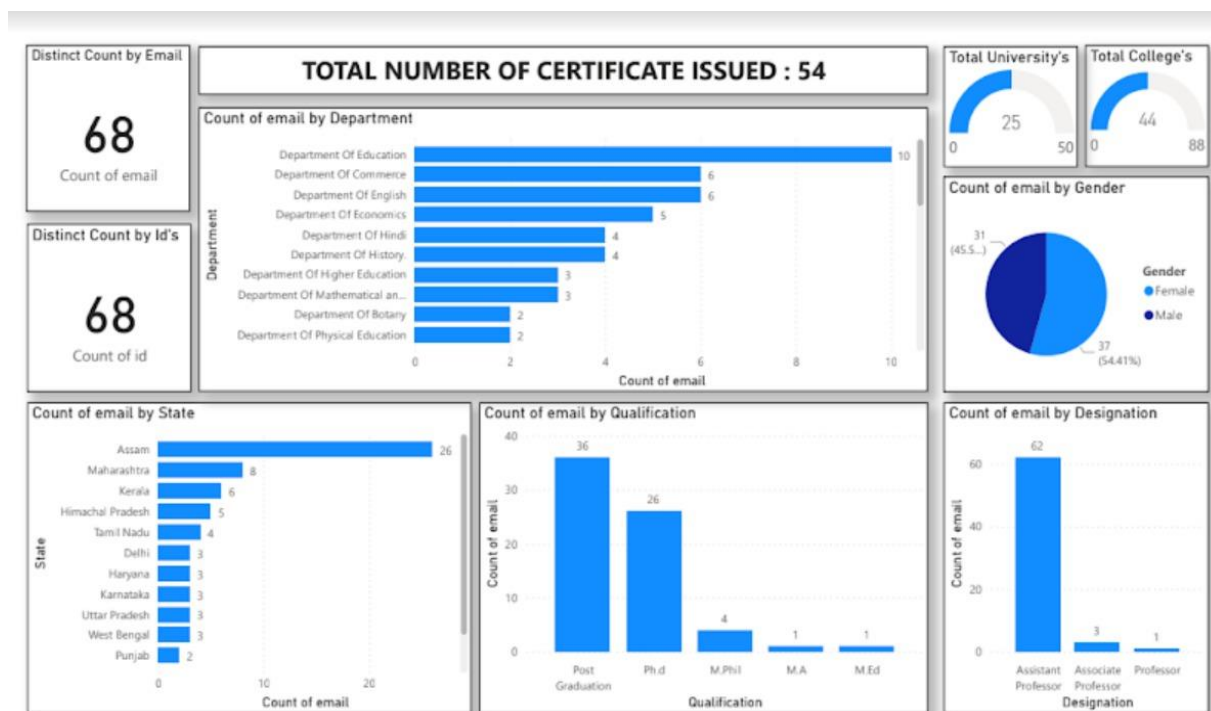 Distinct Count by Email
68
Count of email
TOTAL NUMBER OF CERTIFICATE ISSUED : 54
Total University's
25
0
50
Total College's
44
0
88
Count of email by Department
Department
Department Of Education
10
Department Of Commerce
6
Department Of English
6
Department Of Economics
5
Department Of Hindi
4
Department Of History.
4
Department Of Higher Education
3
Department Of Mathematical an...
3
Department Of Botany
2
Department Of Physical Education
2
0
2
4
6
8
10
Count of email
Distinct Count by Id's
68
Count of id
Count of email by Gender
31
(45.5...)
37
(54.41%)
Gender
Female
Male
Count of email by State
State
Assam
26
Maharashtra
8
Kerala
6
Himachal Pradesh
5
Tamil Nadu
4
Delhi
3
Haryana
3
Karnataka
3
Uttar Pradesh
3
West Bengal
3
Punjab
2
0
10
20
Count of email
Count of email by Qualification
Count of email
40
30
20
10
0
36
26
4
1
1
Post
Graduation
Ph.d
M.Phil
M.A
M.Ed
Qualification
Count of email by Designation
Count of email
60
40
20
0
62
3
1
Assistant
Professor
Associate
Professor
Professor
Designation